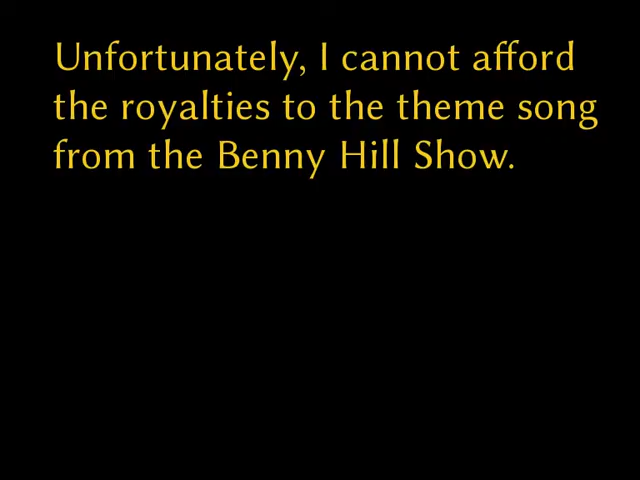 Unfortunately, I cannot afford
the royalties to the theme song
from the Benny Hill Show.